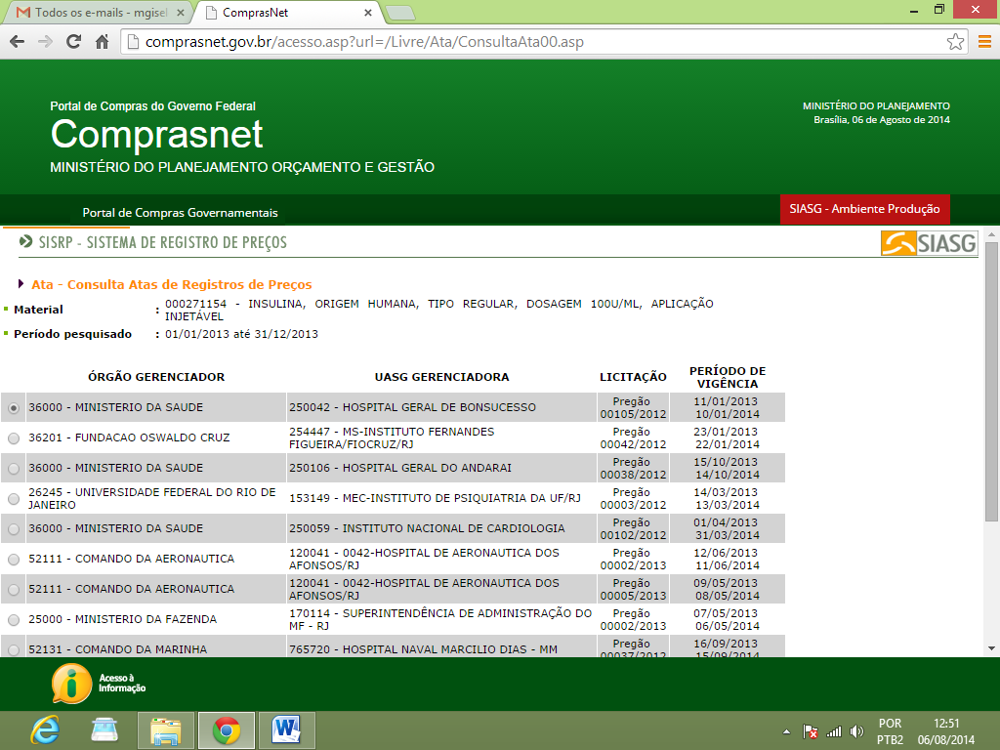 Todos os e-mails - mgisel
ComprasNet
comprasnet.gov.br/acesso.asp?url=/Livre/Ata/ConsultaAta00.asp
Portal de Compras do Governo Federal
Comprasnet
MINISTÉRIO DO PLANEJAMENTO ORÇAMENTO E GESTÃO
MINISTÉRIO DO PLANEJAMENTO
Brasília, 06 de Agosto de 2014
Portal de Compras Governamentais
SIASG - Ambiente Produção
SISRP - SISTEMA DE REGISTRO DE PREÇOS
SIASG
Ata - Consulta Atas de Registros de Preços
Material : 000271154 - INSULINA, ORIGEM HUMANA, TIPO REGULAR, DOSAGEM 100U/ML, APLICAÇÃO
INJETÁVEL
Período pesquisado : 01/01/2013 até 31/12/2013
ÓRGÃO GERENCIADOR UASG GERENCIADORA LICITAÇÃO PERÍODO DE
VIGÊNCIA
36000 - MINISTERIO DA SAUDE 250042 - HOSPITAL GERAL DE BONSUCESSO Pregão 11/01/2013
00105/2012 10/01/2014
36201 - FUNDACAO OSWALDO CRUZ 254447 - MS-INSTITUTO FERNANDES Pregão 23/01/2013
FIGUEIRA/FIOCRUZ/RJ 00042/2012 22/01/2014
36000 - MINISTERIO DA SAUDE 250106 - HOSPITAL GERAL DO ANDARAI Pregão 15/10/2013
00038/2012 14/10/2014
26245 - UNIVERSIDADE FEDERAL DO RIO DE 153149 - MEC-INSTITUTO DE PSIQUIATRIA DA UF/RJ Pregão 14/03/2013
JANEIRO 00003/2012 13/03/2014
36000 - MINISTERIO DA SAUDE 250059 - INSTITUTO NACIONAL DE CARDIOLOGIA Pregão 01/04/2013
00102/2012 31/03/2014
52111 - COMANDO DA AERONAUTICA 120041 - 0042-HOSPITAL DE AERONAUTICA DOS Pregão 12/06/2013
AFONSOS/RJ 00002/2013 11/06/2014
52111 - COMANDO DA AERONAUTICA 120041 - 0042-HOSPITAL DE AERONAUTICA DOS Pregão 09/05/2013
AFONSOS/RJ 00005/2013 08/05/2014
25000 - MINISTERIO DA FAZENDA 170114 - SUPERINTENDÊNCIA DE ADMINISTRAÇÃO DO Pregão 07/05/2013
MF - RJ 00002/2013 06/05/2014
52131 - COMANDO DA MARINHA 765720 - HOSPITAL NAVAL MARCILIO DIAS - MM Pregão 16/09/2013
00037/2012 15/09/2014
Acesso à
Informação
POR 12:51
PTB2 06/08/2014